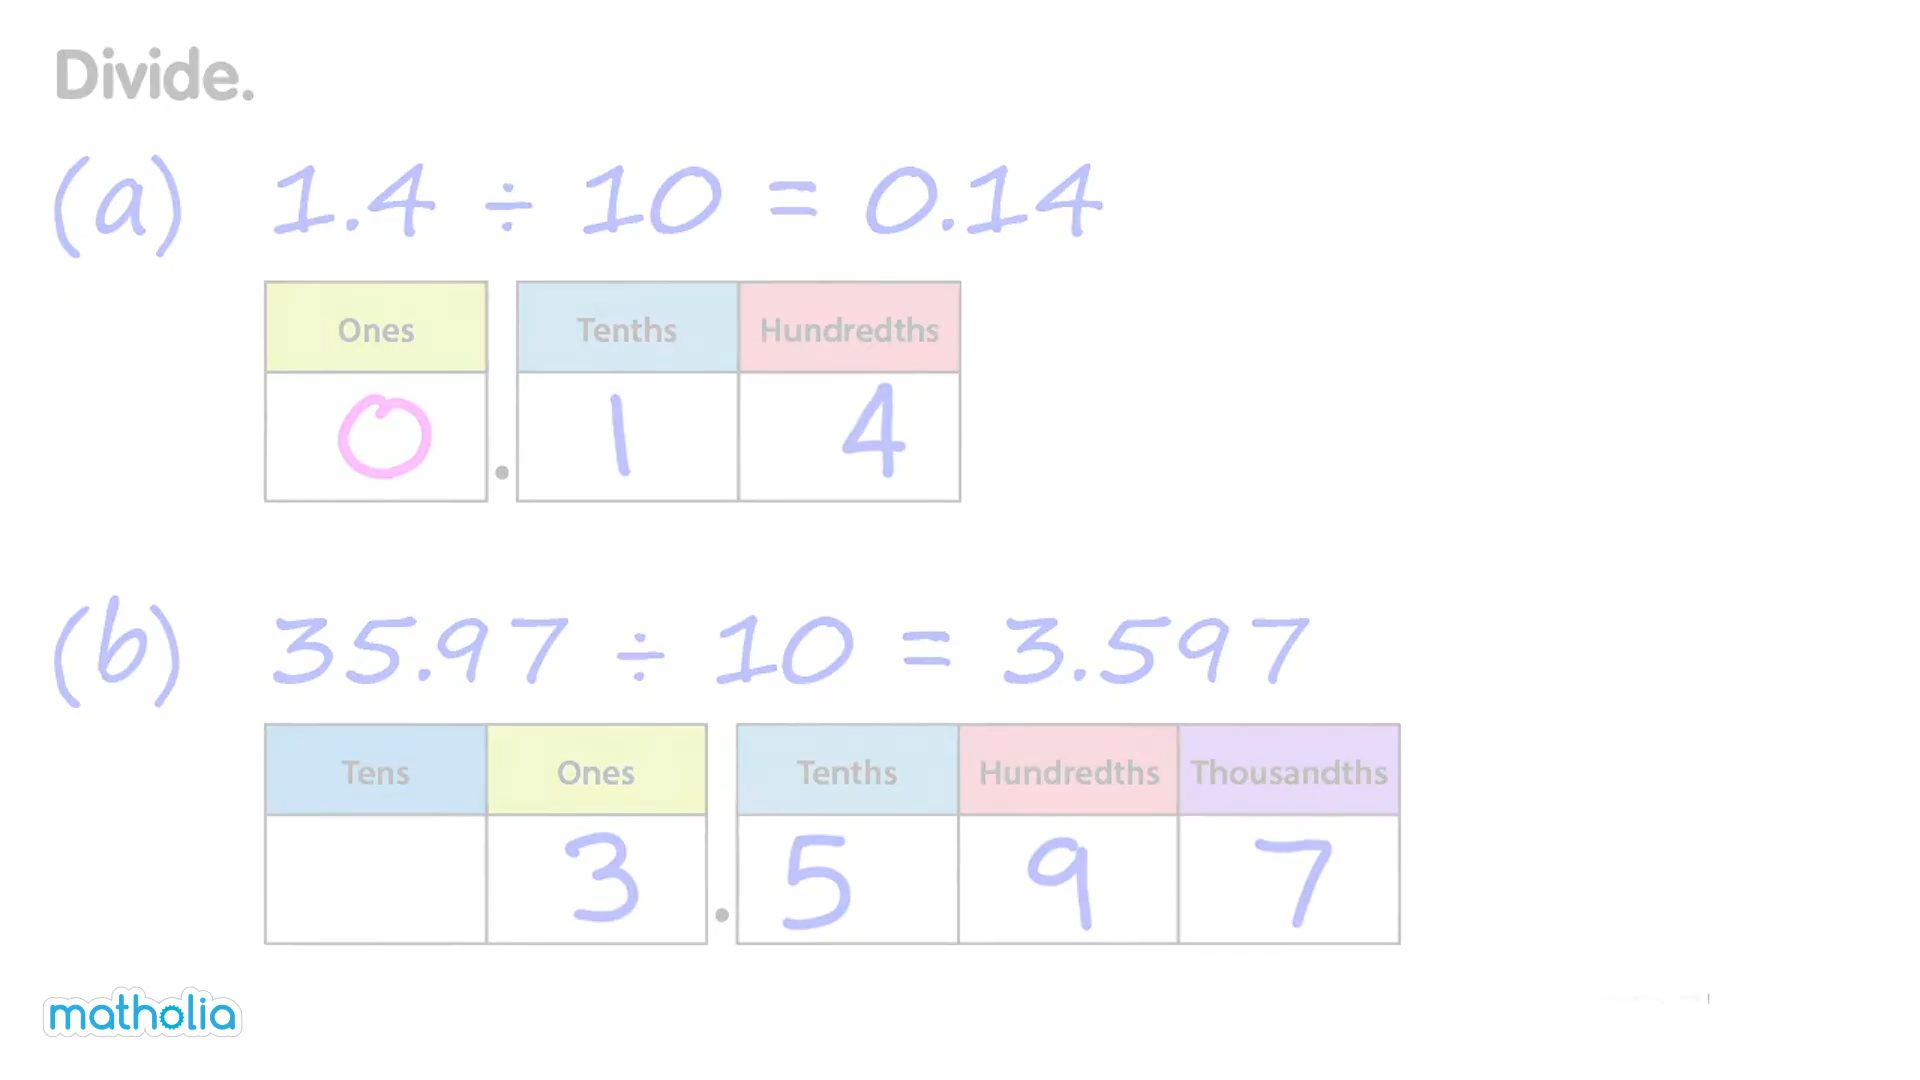 Divide.
(a) 1.4 ÷ 10 = 0.14
Ones Tenths Hundredths
0 . 1 4
(b) 35.97 ÷ 10 = 3.597
Tens Ones Tenths Hundredths Thousandths
3 . 5 9 7
matholia